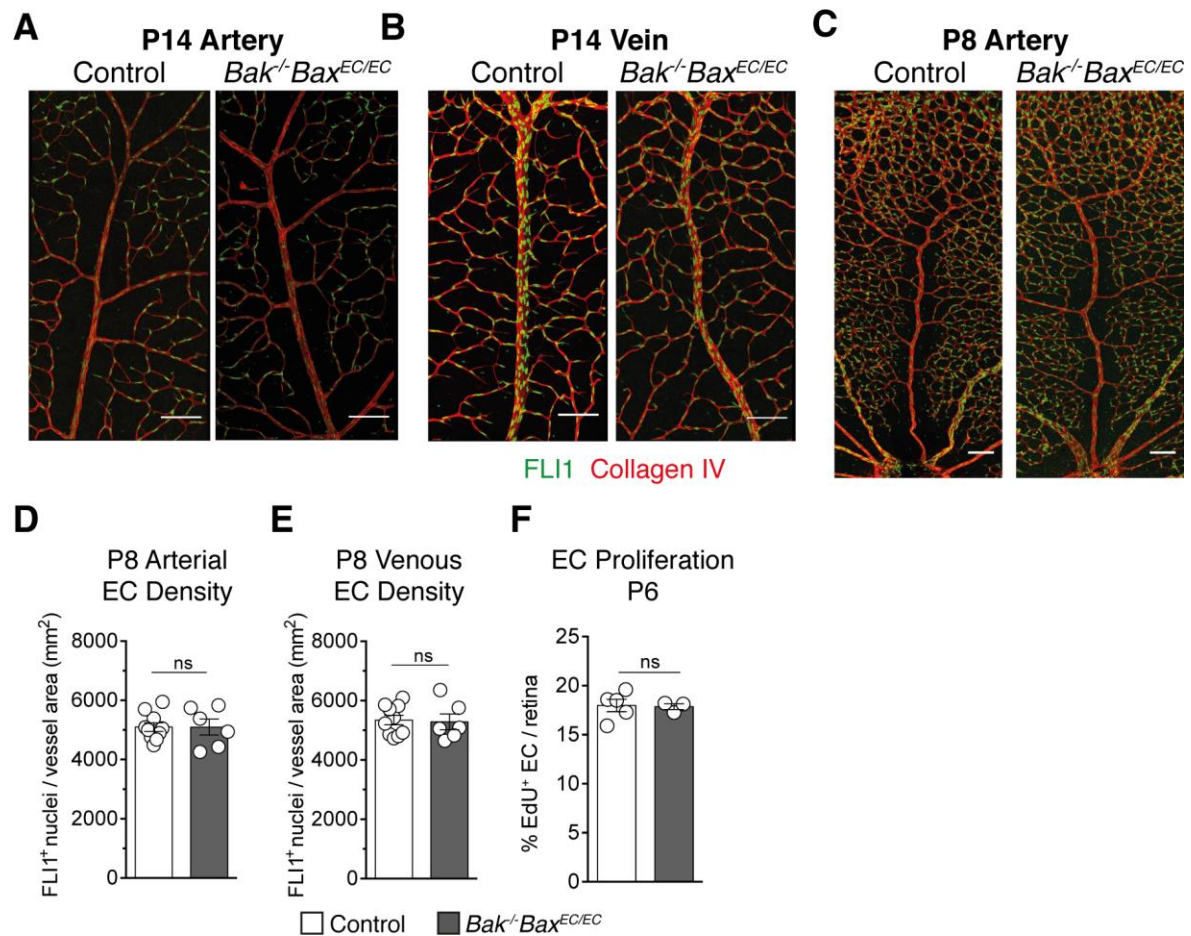 A
P14 Artery
Control Bak-/-BaxEC/EC
B
P14 Vein
Control Bak-/-BaxEC/EC
C
P8 Artery
Control Bak-/-BaxEC/EC
FLI1 Collagen IV
D
P8 Arterial
EC Density
FLI1+ nuclei / vessel area (mm2)
8000
6000
4000
2000
0
ns
E
P8 Venous
EC Density
FLI1+ nuclei / vessel area (mm2)
8000
6000
4000
2000
0
ns
F
EC Proliferation
P6
% EdU+ EC / retina
25
20
15
10
5
0
ns
Control Bak-/-BaxEC/EC